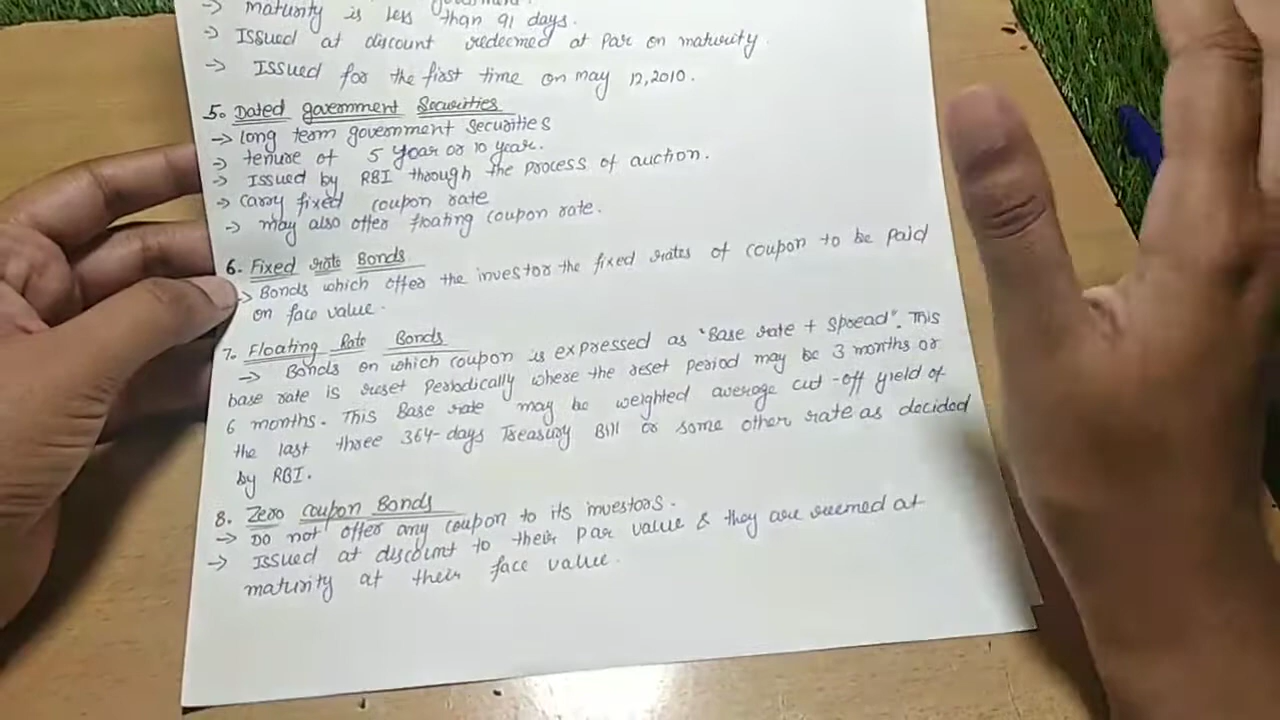 → maturity is less than 91 days.
→ Issued at discount redeemed at par on maturity.
→ Issued for the first time on may 12, 2010.
5. Dated government Securities
→ long term government securities
→ tenure of 5 year or 10 year.
→ Issued by RBI through the process of auction.
→ carry fixed coupon rate
→ may also offer floating coupon rate.
6. Fixed rate Bonds
→ Bonds which offer the investor the fixed rates of coupon to be paid
on face value.
7. Floating Rate Bonds
→ Bonds on which coupon is expressed as "Base rate + spread". This
base rate is reset periodically where the reset period may be 3 months or
6 months. This Base rate may be weighted average cut-off yield of
the last three 364-days Treasury Bill or some other rate as decided
by RBI.
8. Zero coupon Bonds
→ Do not offer any coupon to its investors.
→ Issued at discount to their par value & they are reemed at
maturity at their face value.